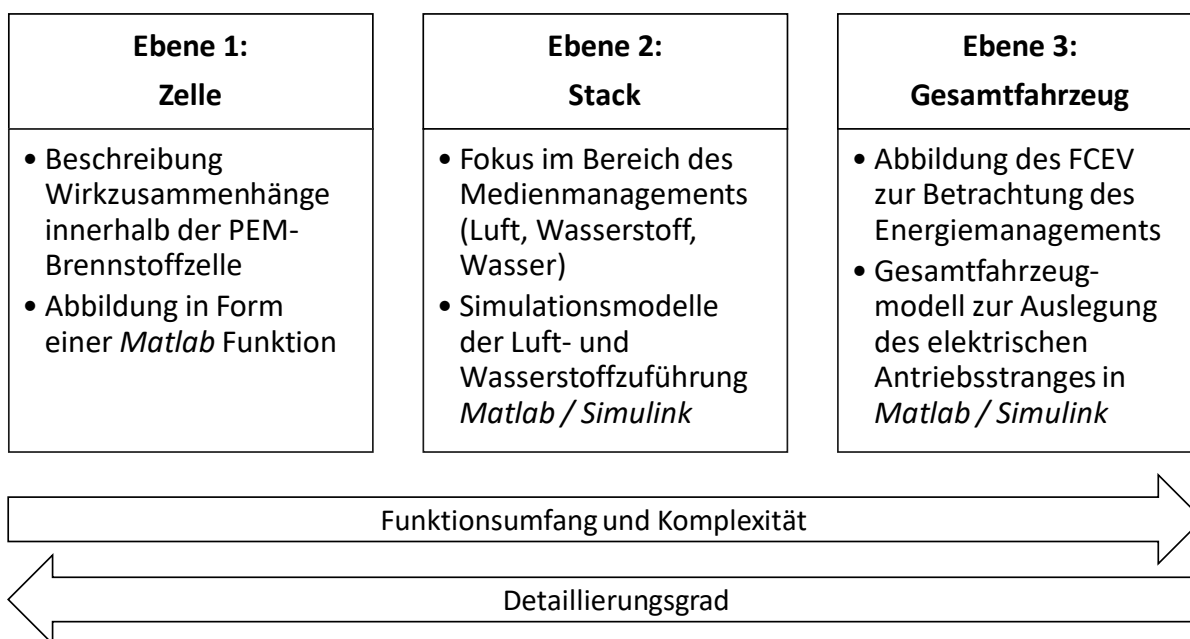 Ebene 1:
Zelle
• Beschreibung
Wirkzusammenhänge
innerhalb der PEM-
Brennstoffzelle
• Abbildung in Form
einer Matlab Funktion
Ebene 2:
Stack
• Fokus im Bereich des
Medienmanagements
(Luft, Wasserstoff,
Wasser)
• Simulationsmodelle
der Luft- und
Wasserstoffzuführung
Matlab / Simulink
Ebene 3:
Gesamtfahrzeug
• Abbildung des FCEV
zur Betrachtung des
Energiemanagements
• Gesamtfahrzeug-
modell zur Auslegung
des elektrischen
Antriebsstranges in
Matlab / Simulink
Funktionsumfang und Komplexität
Detaillierungsgrad